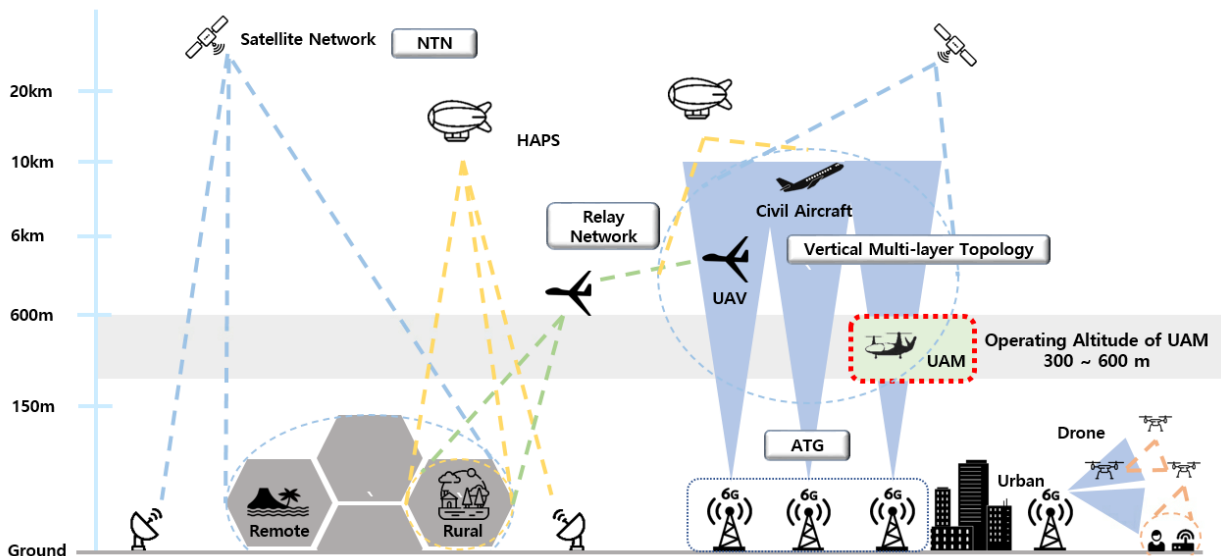 Satellite Network
NTN
20km
HAPS
10km
Civil Aircraft
Relay
Network
6km
Vertical Multi-layer Topology
UAV
600m
Operating Altitude of UAM
300 ~ 600 m
UAM
150m
ATG
Drone
Urban
6G
6G
6G
6G
Remote
Rural
Ground